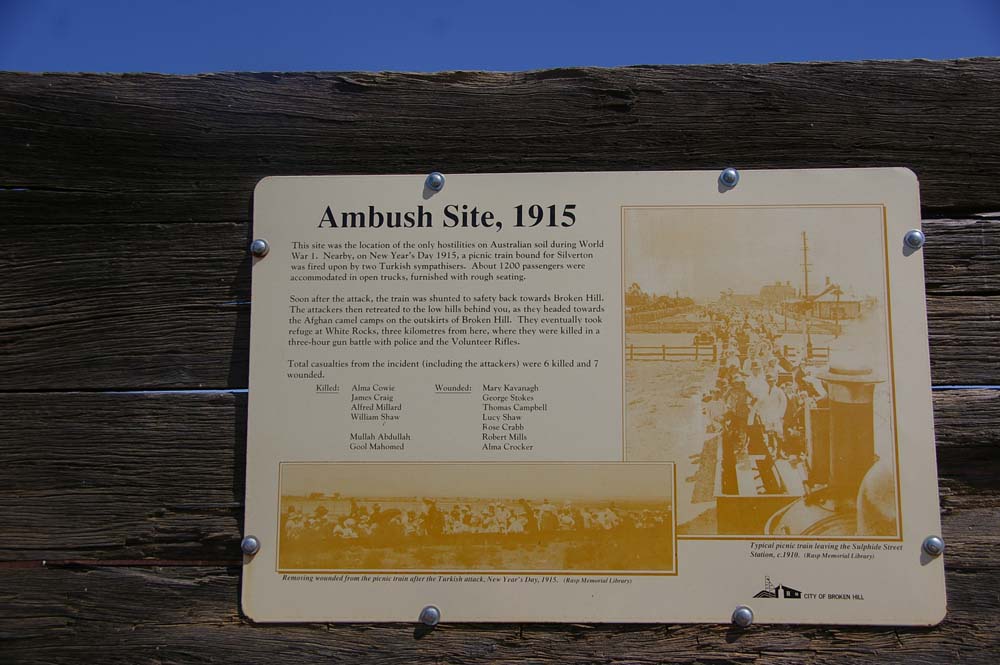 Ambush Site, 1915
This site was the location of the only hostilities on Australian soil during World
War 1. Nearby, on New Year's Day 1915, a picnic train bound for Silverton
was fired upon by two Turkish sympathisers. About 1200 passengers were
accommodated in open trucks, furnished with rough seating.
Soon after the attack, the train was shunted to safety back towards Broken Hill.
The attackers then retreated to the low hills behind you, as they headed towards
the Afghan camel camps on the outskirts of Broken Hill. They eventually took
refuge at White Rocks, three kilometres from here, where they were killed in a
three-hour gun battle with police and the Volunteer Rifles.
Total casualties from the incident (including the attackers) were 6 killed and 7
wounded.
Killed: Alma Cowie Wounded: Mary Kavanagh
James Craig George Stokes
Alfred Millard Thomas Campbell
William Shaw Lucy Shaw
Rose Crabb
Mullah Abdullah Robert Mills
Gool Mahomed Alma Crocker
Removing wounded from the picnic train after the Turkish attack, New Year's Day, 1915. (Rasp Memorial Library)
Typical picnic train leaving the Sulphide Street
Station, c.1910. (Rasp Memorial Library)
CITY OF BROKEN HILL